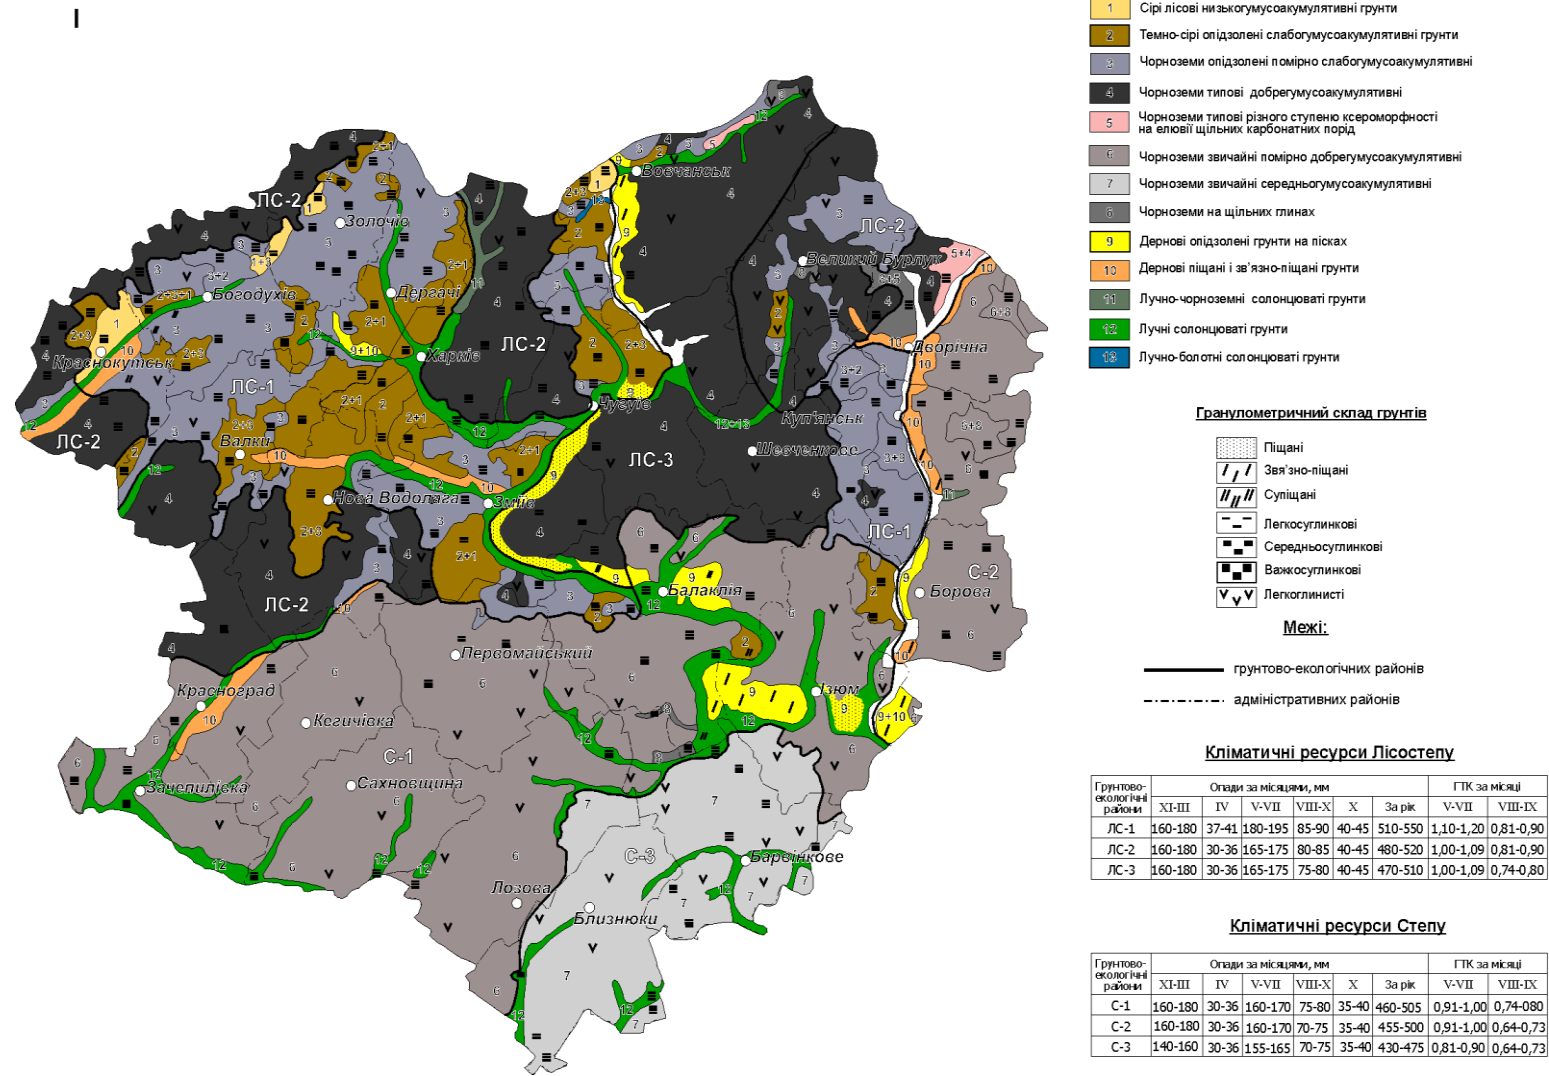 I
1 Сірі лісові низькогумусоакумулятивні грунти
2 Темно-сірі опідзолені слабогумусоакумулятивні грунти
3 Чорноземи опідзолені помірно слабогумусоакумулятивні
4 Чорноземи типові добрегумусоакумулятивні
5 Чорноземи типові різного ступеню ксероморфності
на елювії щільних карбонатних порід
6 Чорноземи звичайні помірно добрегумусоакумулятивні
7 Чорноземи звичайні середньогумусоакумулятивні
6 Чорноземи на щільних глинах
9 Дернові опідзолені грунти на пісках
10 Дернові піщані і зв'язно-піщані грунти
11 Лучно-чорноземні солонцюваті грунти
12 Лучні солонцюваті грунти
13 Лучно-болотні солонцюваті грунти
Гранулометричний склад грунтів
Піщані
Звя'зно-піщані
Супіщані
Легкосуглинкові
Середньосуглинкові
Важкосуглинкові
Легкоглинисті
Межі:
грунтово-екологічних районів
адміністративних районів
Кліматичні ресурси Лісостепу
Грунтово-екологічні райони Опади за місяцями, мм ГТК за місяці
XI-III IV V-VII VIII-X X За рік V-VII VIII-IX
ЛС-1 160-180 37-41 180-195 85-90 40-45 510-550 1,10-1,20 0,81-0,90
ЛС-2 160-180 30-36 165-175 80-85 40-45 480-520 1,00-1,09 0,81-0,90
ЛС-3 160-180 30-36 165-175 75-80 40-45 470-510 1,00-1,09 0,74-0,80
Кліматичні ресурси Степу
Грунтово-екологічні райони Опади за місяцями, мм ГТК за місяці
XI-III IV V-VII VIII-X X За рік V-VII VIII-IX
С-1 160-180 30-36 160-170 75-80 35-40 460-505 0,91-1,00 0,74-080
С-2 160-180 30-36 160-170 70-75 35-40 455-500 0,91-1,00 0,64-0,73
С-3 140-160 30-36 155-165 70-75 35-40 430-475 0,81-0,90 0,64-0,73
Вовчанськ
ЛС-2
Золочів
ЛС-2
Великий Бурлук
Богодухів
Дергачі
Краснокутськ
Харків
ЛС-2
Дворічна
ЛС-1
Чугуїв
Куп'янськ
Валки
ЛС-2
ЛС-3
Шевченкове
Нова Водолага
Зміїв
ЛС-1
С-2
Балаклія
Борова
ЛС-2
Первомайський
Красноград
Ізюм
Кегичівка
С-1
Зачепилівка
Сахновщина
С-3
Барвінкове
Лозова
Близнюки